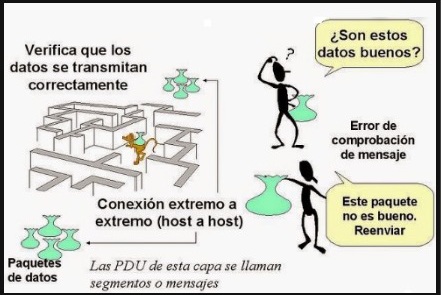 Verifica que los
datos se transmitan
correctamente
¿Son estos
datos buenos?
?
Error de
comprobación
de mensaje
Conexión extremo a
extremo (host a host)
Este paquete
no es bueno.
Reenviar
Paquetes
de datos
Las PDU de esta capa se llaman
segmentos o mensajes